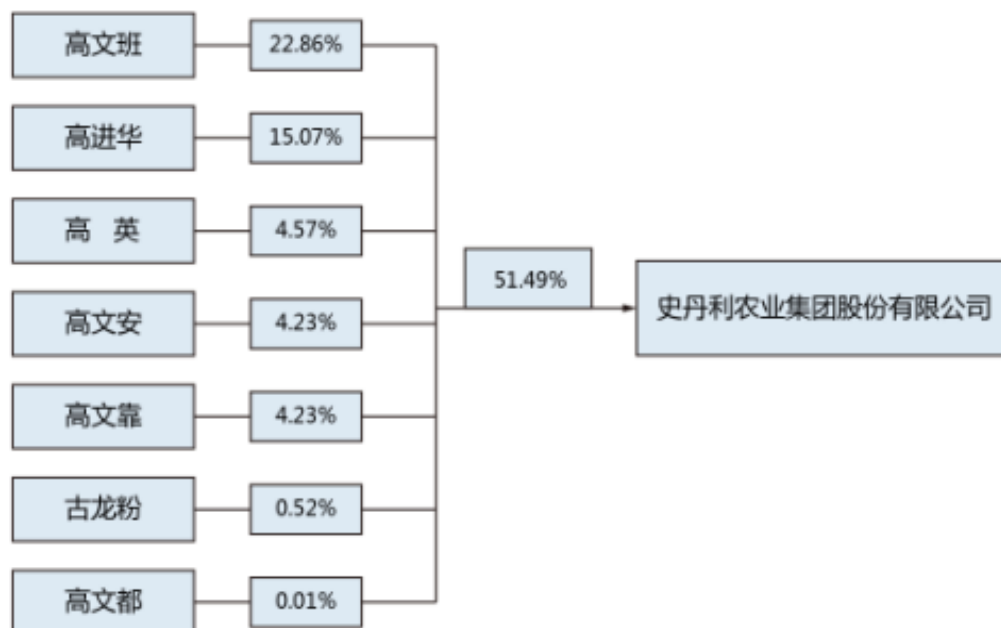 高文班 22.86%
高进华 15.07%
高 英 4.57%
51.49%
史丹利农业集团股份有限公司
高文安 4.23%
高文靠 4.23%
古龙粉 0.52%
高文都 0.01%